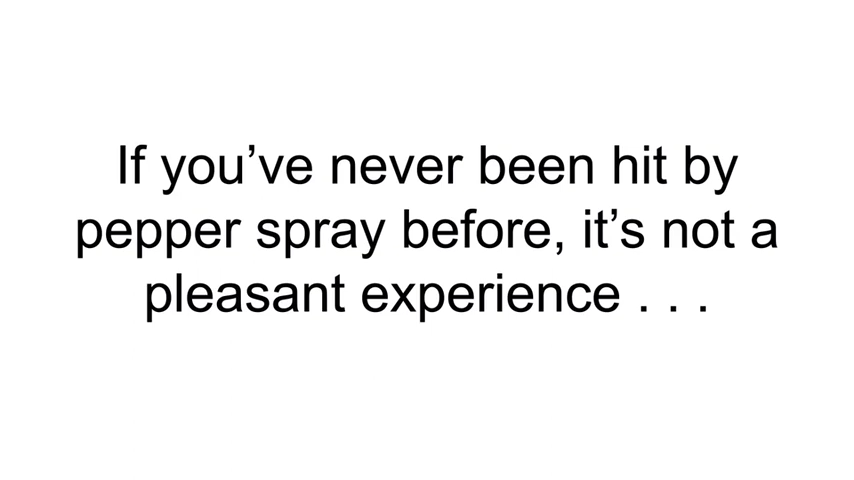 If you’ve never been hit by
pepper spray before, it’s not a
pleasant experience . . .